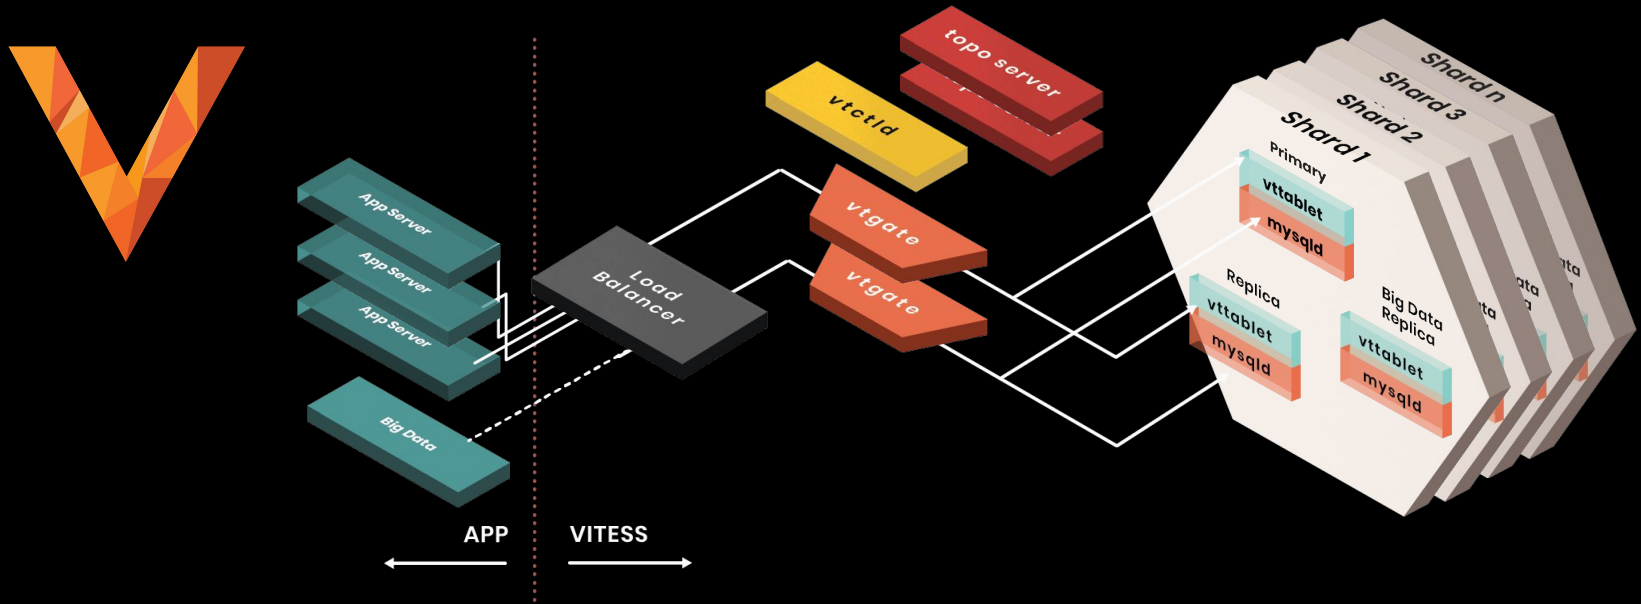 topo server
vtctld
App Server
App Server
App Server
Big Data
Load
Balancer
vtgate
vtgate
Shard n
Shard 3
Shard 2
Shard 1
Primary
vttablet
mysqld
Replica
vttablet
mysqld
Big Data
Replica
vttablet
mysqld
APP
VITESS